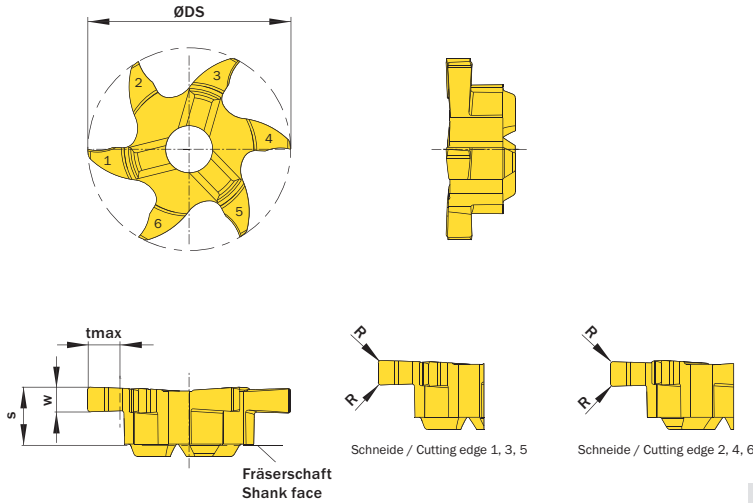 ØDS
2
3
1
4
6
5
tmax
s
w
R
R
R
R
Schneide / Cutting edge 1, 3, 5
Schneide / Cutting edge 2, 4, 6
Fräserschaft
Shank face